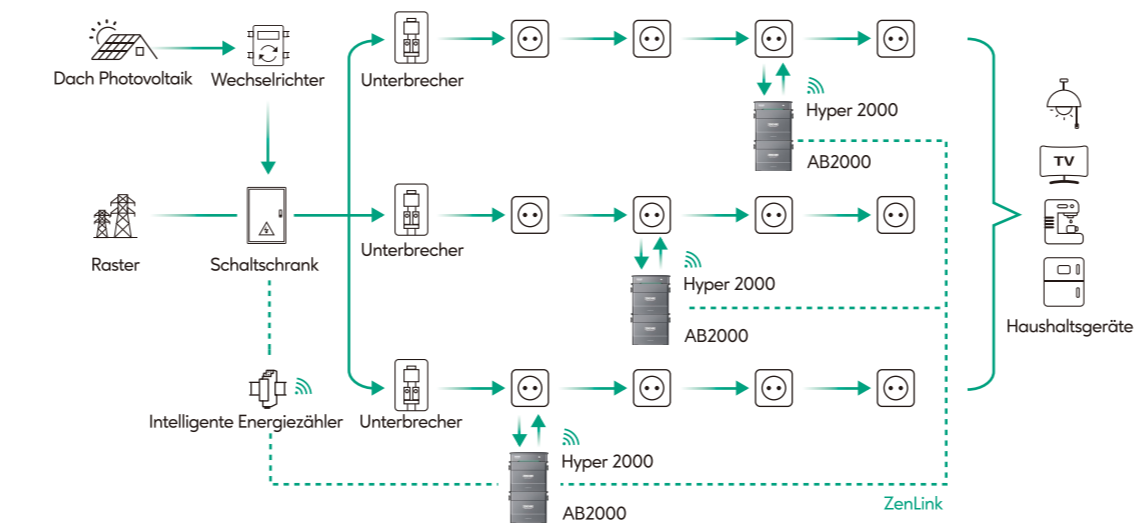 Dach Photovoltaik
Wechselrichter
Unterbrecher
Hyper 2000
AB2000
TV
Raster
Schaltschrank
Unterbrecher
Hyper 2000
AB2000
Haushaltsgeräte
Intelligente Energiezähler
Unterbrecher
Hyper 2000
AB2000
ZenLink